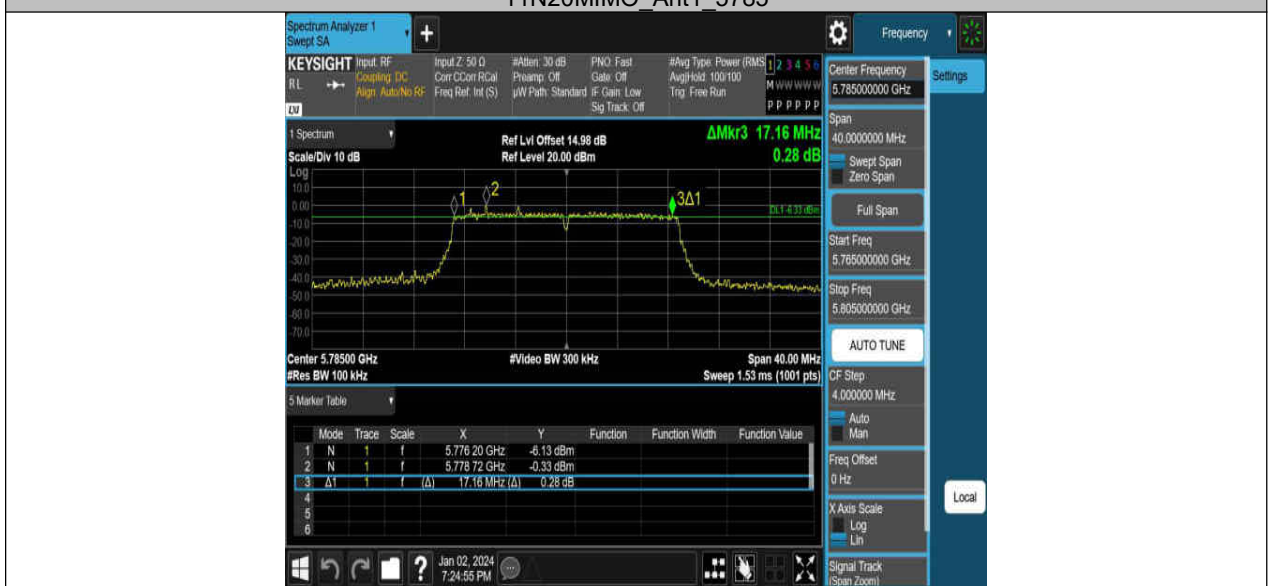 11N20MIMO_Ant1_5785
Spectrum Analyzer 1
Swept SA
+
Frequency
KEYSIGHT
RL
LXI
Input: RF
Coupling: DC
Align: Auto/No RF
Input Z: 50 Ω
Corr CCorr RCal
Freq Ref: Int (S)
#Atten: 30 dB
Preamp: Off
µW Path: Standard
PNO: Fast
Gate: Off
IF Gain: Low
Sig Track: Off
#Avg Type: Power (RMS
Avg|Hold: 100/100
Trig: Free Run
1 2 3 4 5 6
M W W W W W
P P P P P P
Center Frequency
5.785000000 GHz
Settings
Span
40.0000000 MHz
Swept Span
Zero Span
Full Span
Start Freq
5.765000000 GHz
Stop Freq
5.805000000 GHz
AUTO TUNE
CF Step
4.000000 MHz
Auto
Man
Freq Offset
0 Hz
X Axis Scale
Log
Lin
Signal Track
(Span Zoom)
Local
1 Spectrum
Scale/Div 10 dB
Log
Ref Lvl Offset 14.98 dB
Ref Level 20.00 dBm
ΔMkr3 17.16 MHz
0.28 dB
10.0
0.00
-10.0
-20.0
-30.0
-40.0
-50.0
-60.0
-70.0
1
2
3Δ1
DL1 -6.33 dBm
Center 5.78500 GHz
#Video BW 300 kHz
Span 40.00 MHz
#Res BW 100 kHz
Sweep 1.53 ms (1001 pts)
5 Marker Table
Mode Trace Scale X Y Function Function Width Function Value
1 N 1 f 5.776 20 GHz -6.13 dBm
2 N 1 f 5.778 72 GHz -0.33 dBm
3 Δ1 1 f (Δ) 17.16 MHz (Δ) 0.28 dB
4
5
6
?
Jan 02, 2024
7:24:55 PM